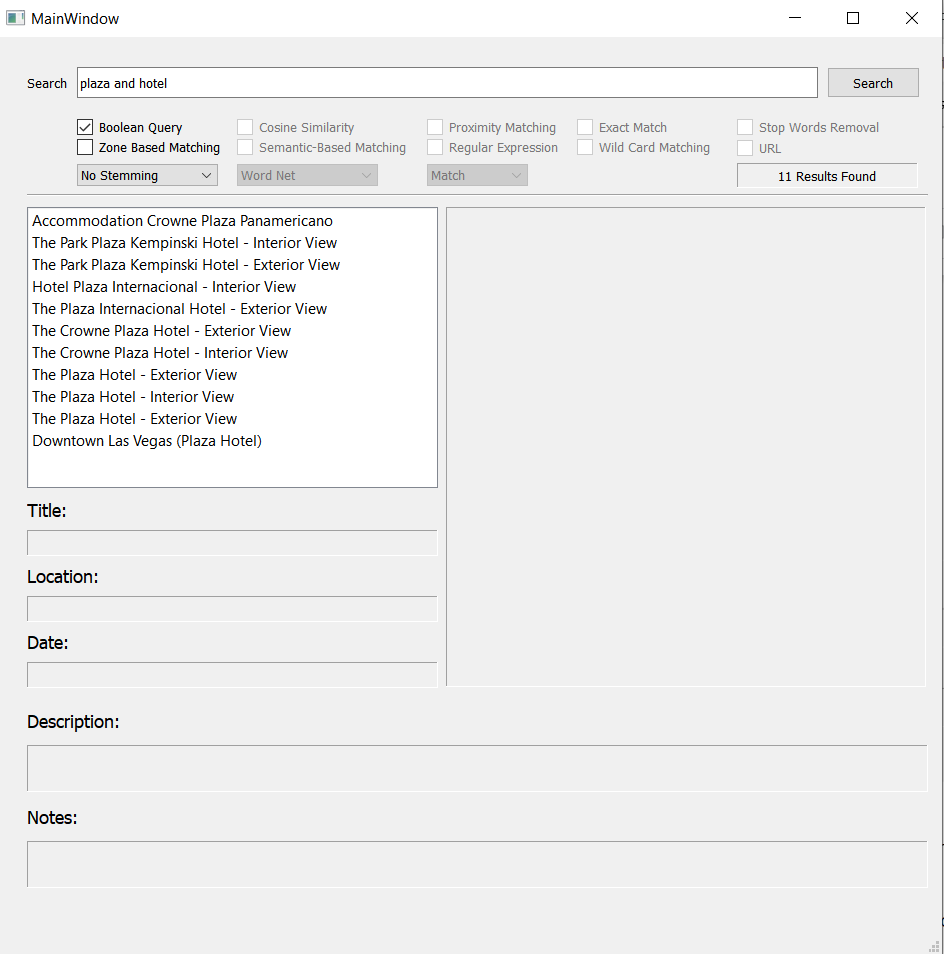 MainWindow
Search plaza and hotel Search
Boolean Query Cosine Similarity Proximity Matching Exact Match Stop Words Removal
Zone Based Matching Semantic-Based Matching Regular Expression Wild Card Matching URL
No Stemming Word Net Match 11 Results Found
Accommodation Crowne Plaza Panamericano
The Park Plaza Kempinski Hotel - Interior View
The Park Plaza Kempinski Hotel - Exterior View
Hotel Plaza Internacional - Interior View
The Plaza Internacional Hotel - Exterior View
The Crowne Plaza Hotel - Exterior View
The Crowne Plaza Hotel - Interior View
The Plaza Hotel - Exterior View
The Plaza Hotel - Interior View
The Plaza Hotel - Exterior View
Downtown Las Vegas (Plaza Hotel)
Title:
Location:
Date:
Description:
Notes: